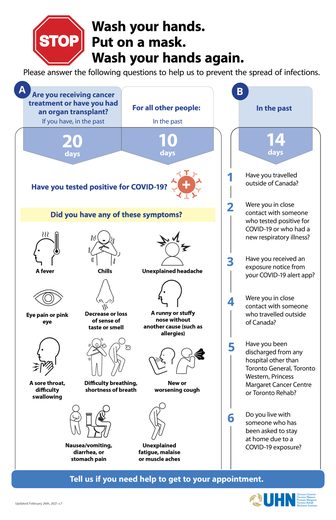 STOP
Wash your hands.
Put on a mask.
Wash your hands again.
Please answer the following questions to help us to prevent the spread of infections.
A
Are you receiving cancer
treatment or have you had
an organ transplant?
If you have, in the past
20
days
For all other people:
In the past
10
days
Have you tested positive for COVID-19?
Did you have any of these symptoms?
A fever
Chills
Unexplained headache
Eye pain or pink
eye
Decrease or loss
of sense of
taste or smell
A runny or stuffy
nose without
another cause (such as
allergies)
A sore throat,
difficulty
swallowing
Difficulty breathing,
shortness of breath
New or
worsening cough
Nausea/vomiting,
diarrhea, or
stomach pain
Unexplained
fatigue, malaise
or muscle aches
B
In the past
14
days
1 Have you travelled
outside of Canada?
2 Were you in close
contact with someone
who tested positive for
COVID-19 or who had a
new respiratory illness?
3 Have you received an
exposure notice from
your COVID-19 alert app?
4 Were you in close
contact with someone
who travelled outside
of Canada?
5 Have you been
discharged from any
hospital other than
Toronto General, Toronto
Western, Princess
Margaret Cancer Centre
or Toronto Rehab?
6 Do you live with
someone who has
been asked to stay
at home due to a
COVID-19 exposure?
Tell us if you need help to get to your appointment.
UHN